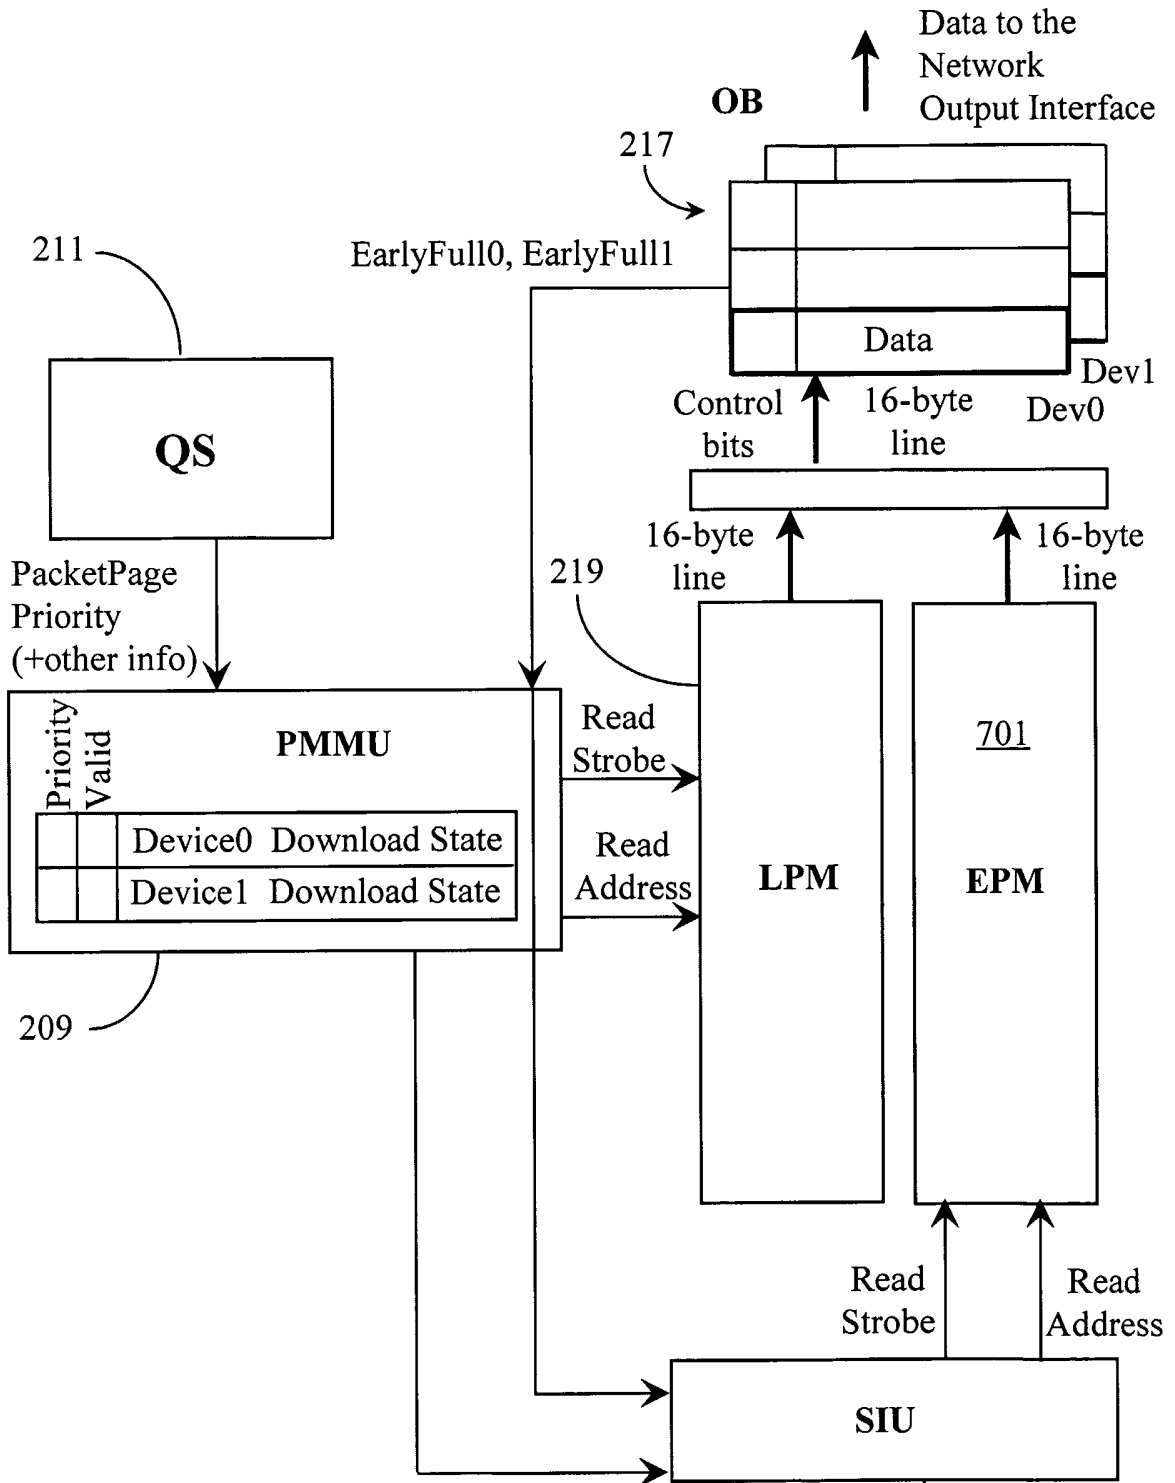 Data to the
Network
Output Interface
OB
217
211
EarlyFull0, EarlyFull1
Data
Dev1
Dev0
Control
bits
16-byte
line
QS
16-byte
line
16-byte
line
219
PacketPage
Priority
(+other info)
Priority
Valid
PMMU
Read
Strobe
701
Device0 Download State
Device1 Download State
Read
Address
LPM
EPM
209
Read
Strobe
Read
Address
SIU